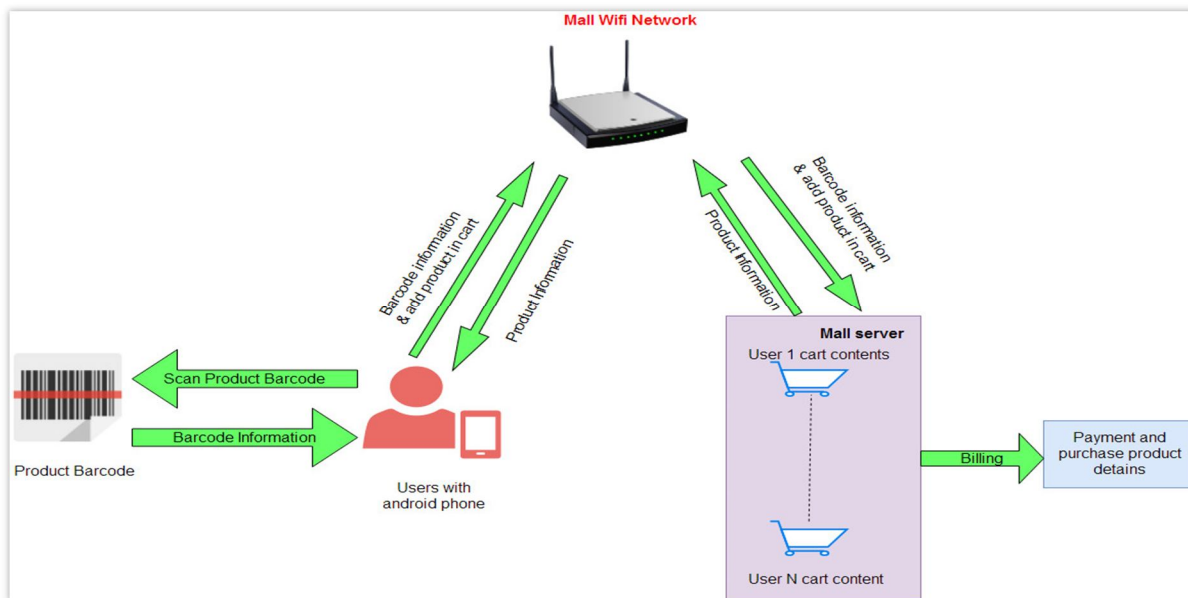 Mall Wifi Network
Barcode information
& add product in cart
Product Information
Product Information
Barcode information
& add product in cart
Scan Product Barcode
Barcode Information
Product Barcode
Users with
android phone
Mall server
User 1 cart contents
User N cart content
Billing
Payment and
purchase product
detains